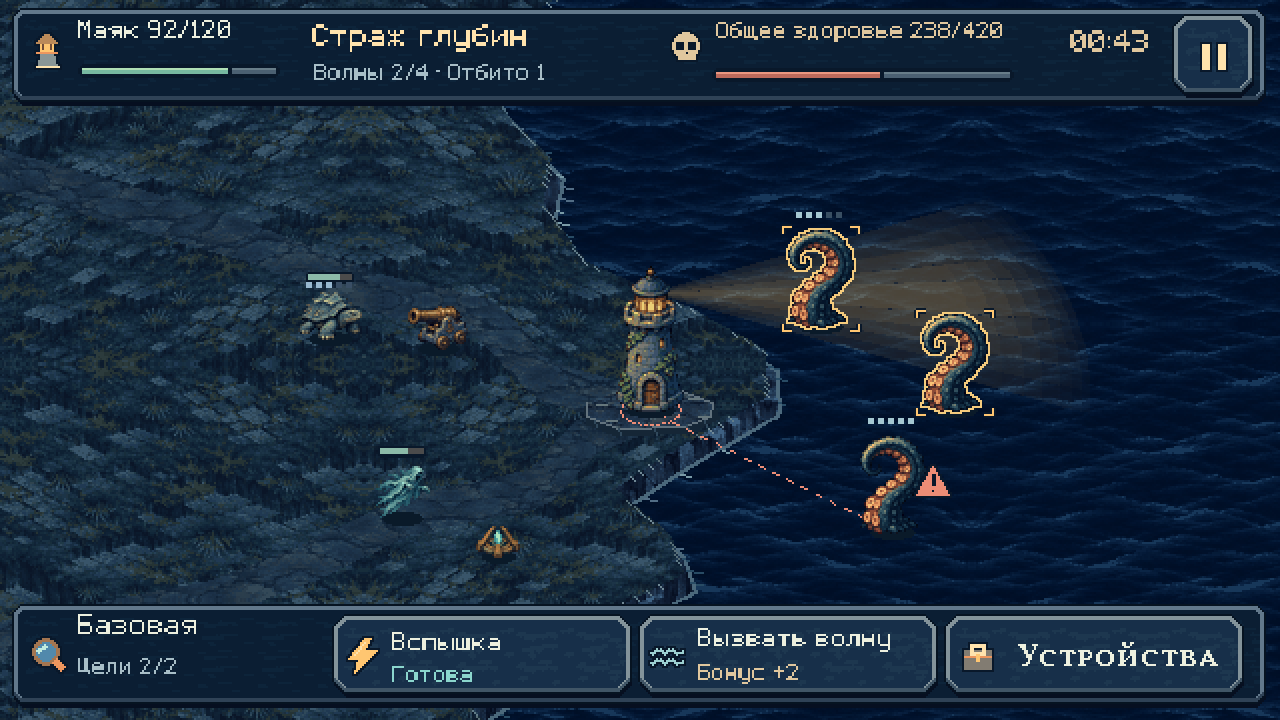 Маяк 92/120
Страж глубин
Волны 2/4 · Отбито 1
Общее здоровье 238/420
00:43
Базовая
Цели 2/2
Вспышка
Готова
Вызвать волну
Бонус +2
Устройства